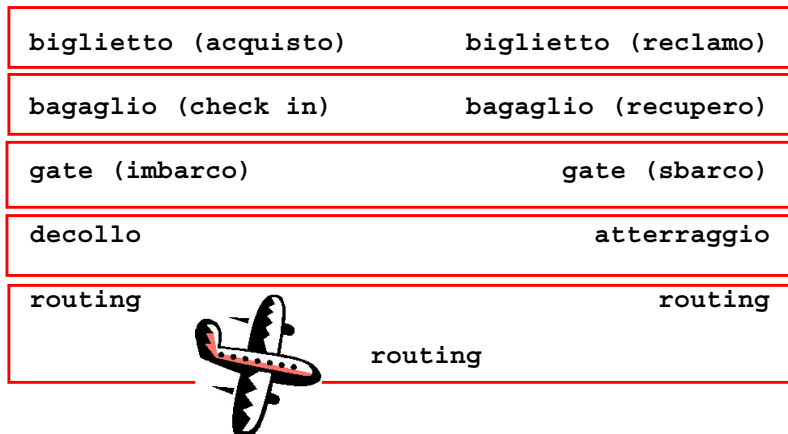 biglietto (acquisto) biglietto (reclamo)
bagaglio (check in) bagaglio (recupero)
gate (imbarco) gate (sbarco)
decollo atterraggio
routing routing
routing